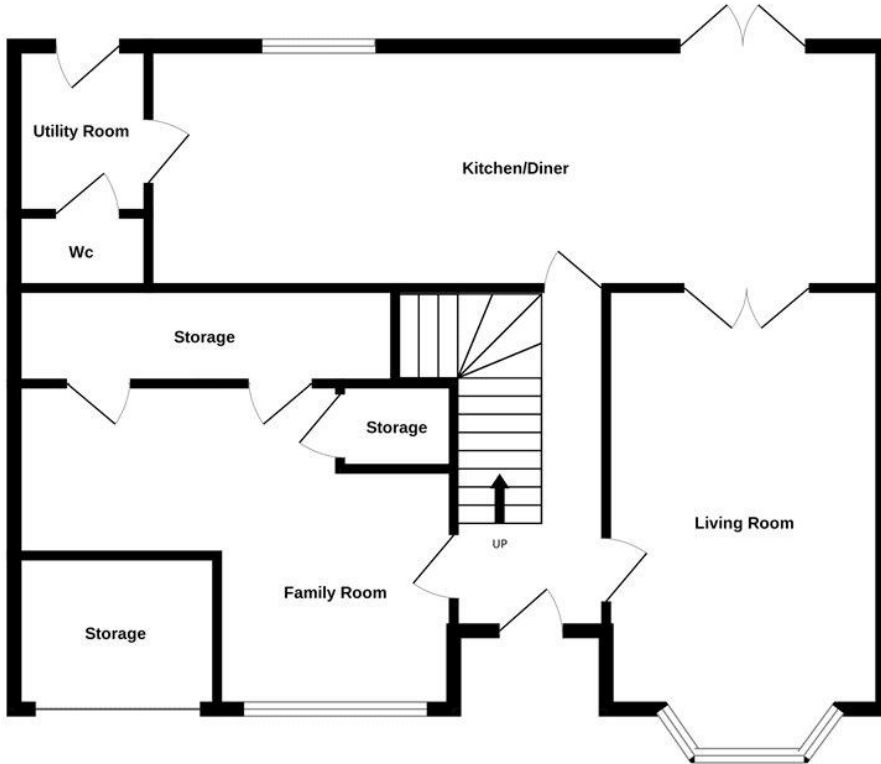 Utility Room
Kitchen/Diner
Wc
Storage
Storage
Living Room
UP
Family Room
Storage